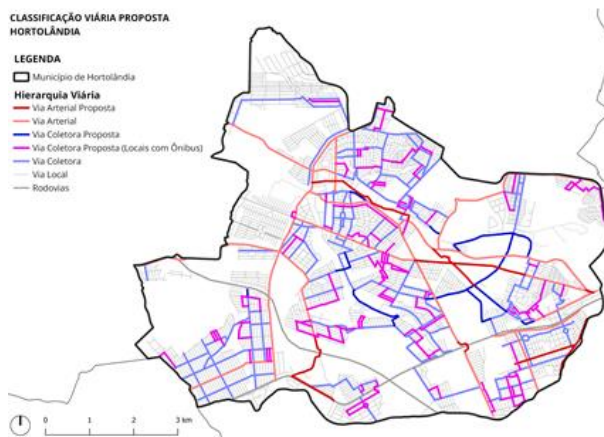 CLASSIFICAÇÃO VIÁRIA PROPOSTA
HORTOLÂNDIA
LEGENDA
Município de Hortolândia
Hierarquia Viária
Via Arterial Proposta
Via Arterial
Via Coletora Proposta
Via Coletora Proposta (Locais com Ônibus)
Via Coletora
Via Local
Rodovias
0 1 2 3 km